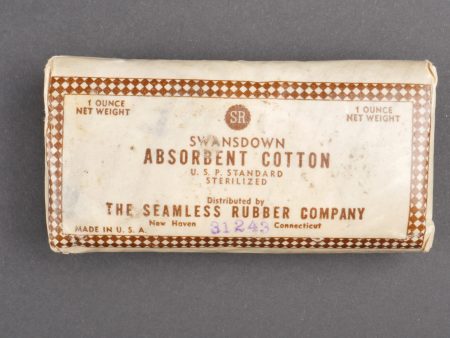 1 OUNCE
NET WEIGHT
SR
1 OUNCE
NET WEIGHT
SWANSDOWN
ABSORBENT COTTON
U. S. P. STANDARD
STERILIZED
Distributed by
THE SEAMLESS RUBBER COMPANY
New Haven Connecticut
31243
MADE IN U. S. A.